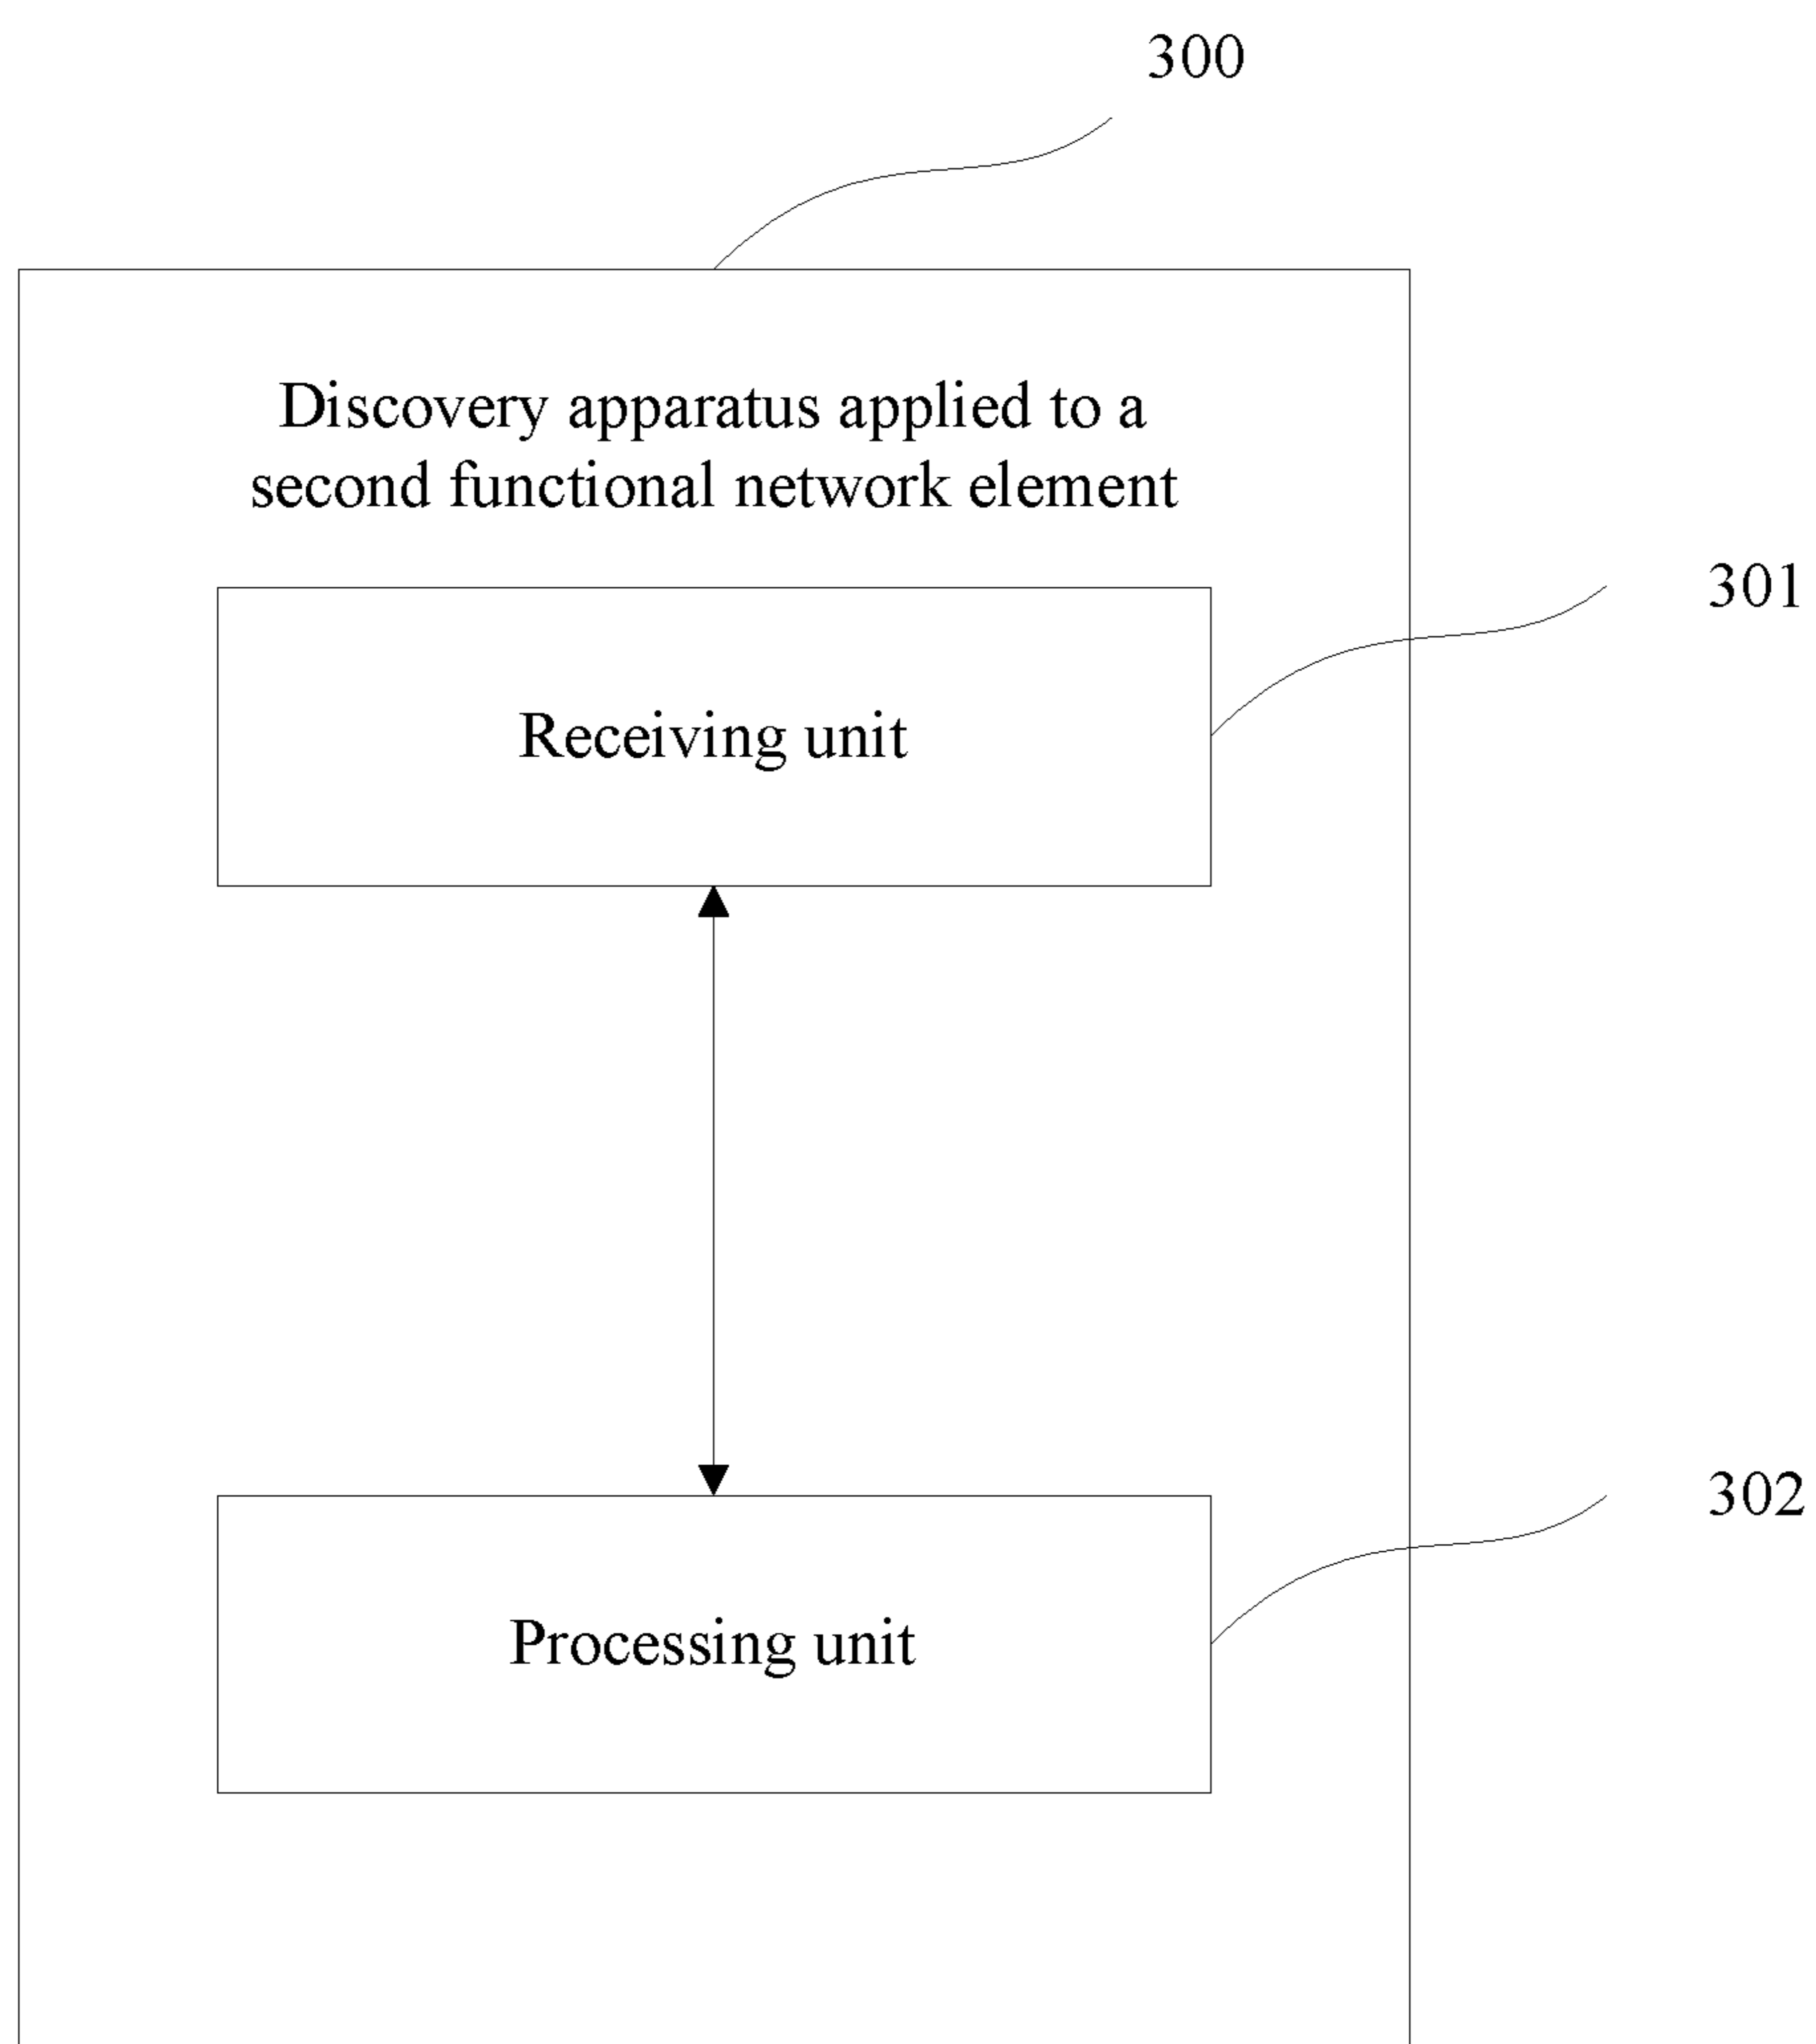 300
Discovery apparatus applied to a
second functional network element
301
Receiving unit
302
Processing unit